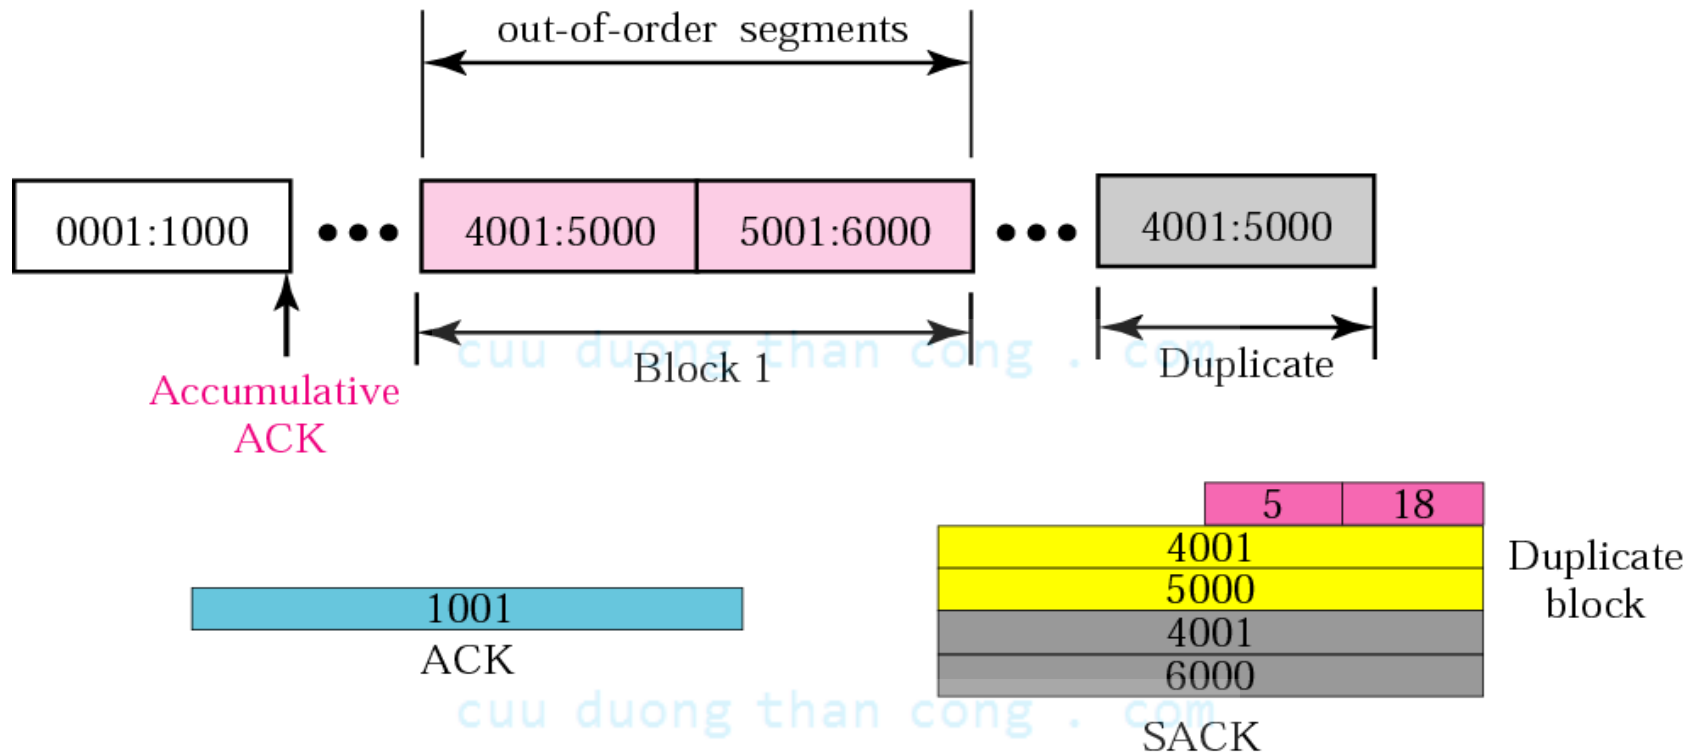 out-of-order segments
0001:1000
4001:5000
5001:6000
4001:5000
Block 1
Duplicate
cuu duong than cong . com
Accumulative
ACK
5
18
4001
5000
4001
6000
Duplicate
block
1001
ACK
cuu duong than cong . com
SACK